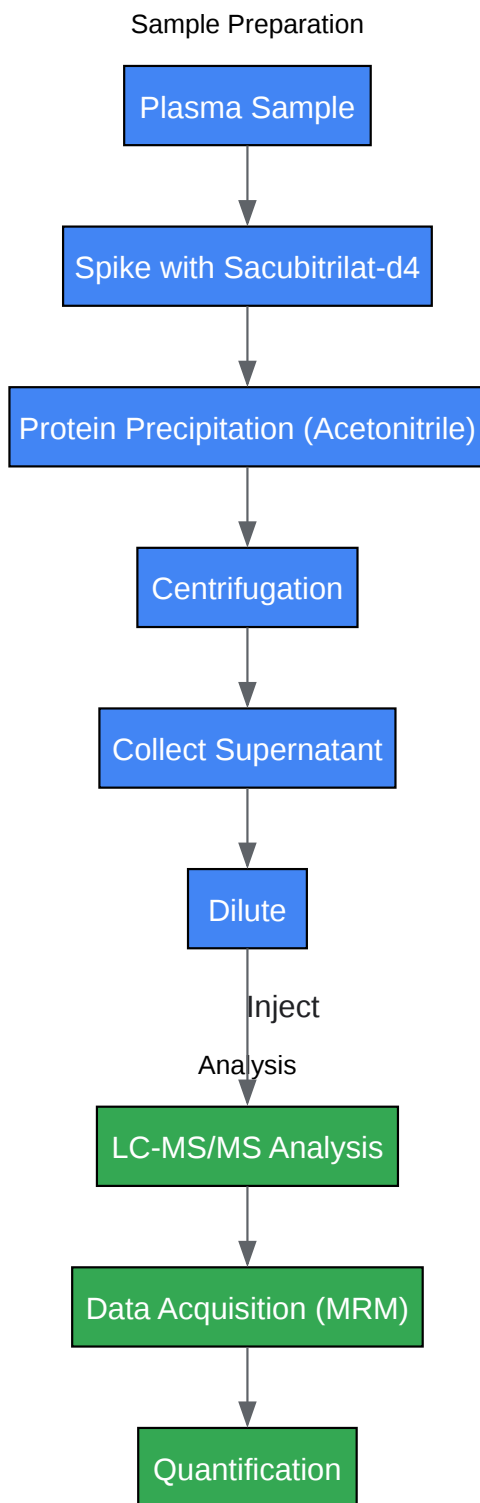 Sample Preparation
Plasma Sample
Spike with Sacubitrilat-d4
Protein Precipitation (Acetonitrile)
Centrifugation
Collect Supernatant
Dilute
Inject
Analysis
LC-MS/MS Analysis
Data Acquisition (MRM)
Quantification